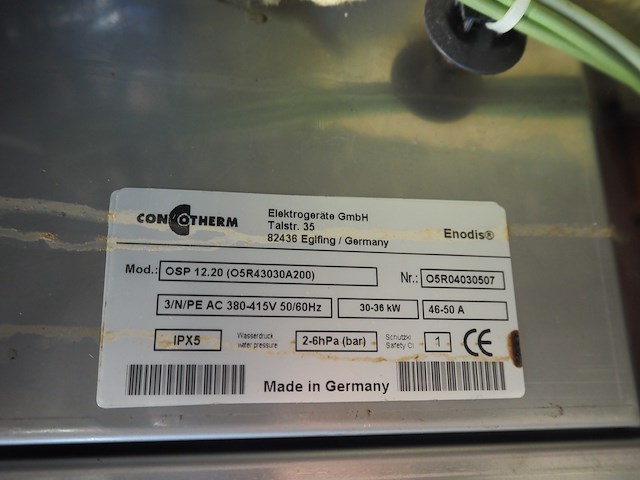 CONVOTHERM
Elektrogeräte GmbH
Talstr. 35
82436 Eglfing / Germany
Enodis®
Mod.: OSP 12.20 (O5R43030A200) Nr.: O5R04030507
3/N/PE AC 380-415V 50/60Hz 30-36 kW 46-50 A
IPX5 Wasserdruck water pressure 2-6hPa (bar) Schutzkl Safety Cl. 1 CE
Made in Germany